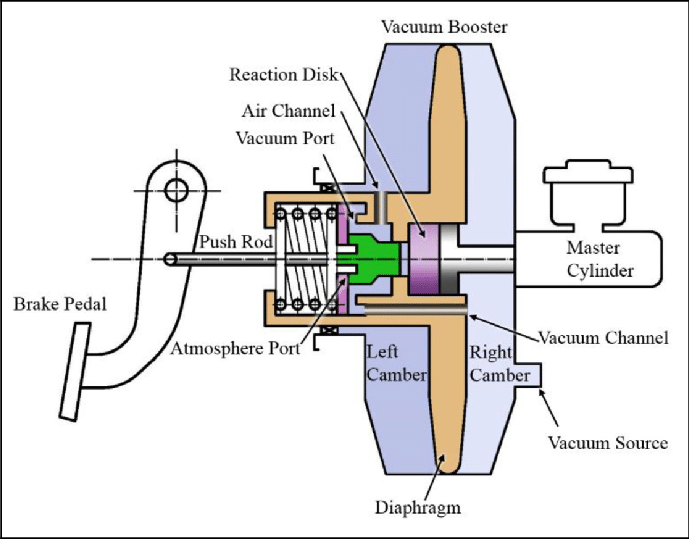 Vacuum Booster
Reaction Disk
Air Channel
Vacuum Port
Push Rod
Master
Cylinder
Brake Pedal
Atmosphere Port
Left
Camber
Right
Camber
Vacuum Channel
Vacuum Source
Diaphragm